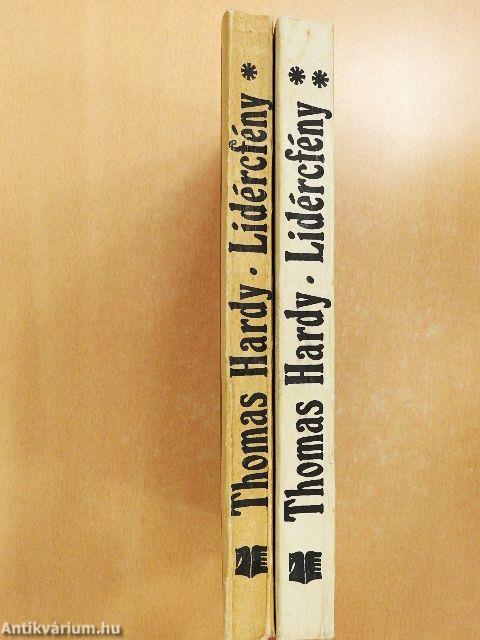 Thomas Hardy · Lidércfény *
Thomas Hardy · Lidércfény **
Antikvárium.hu